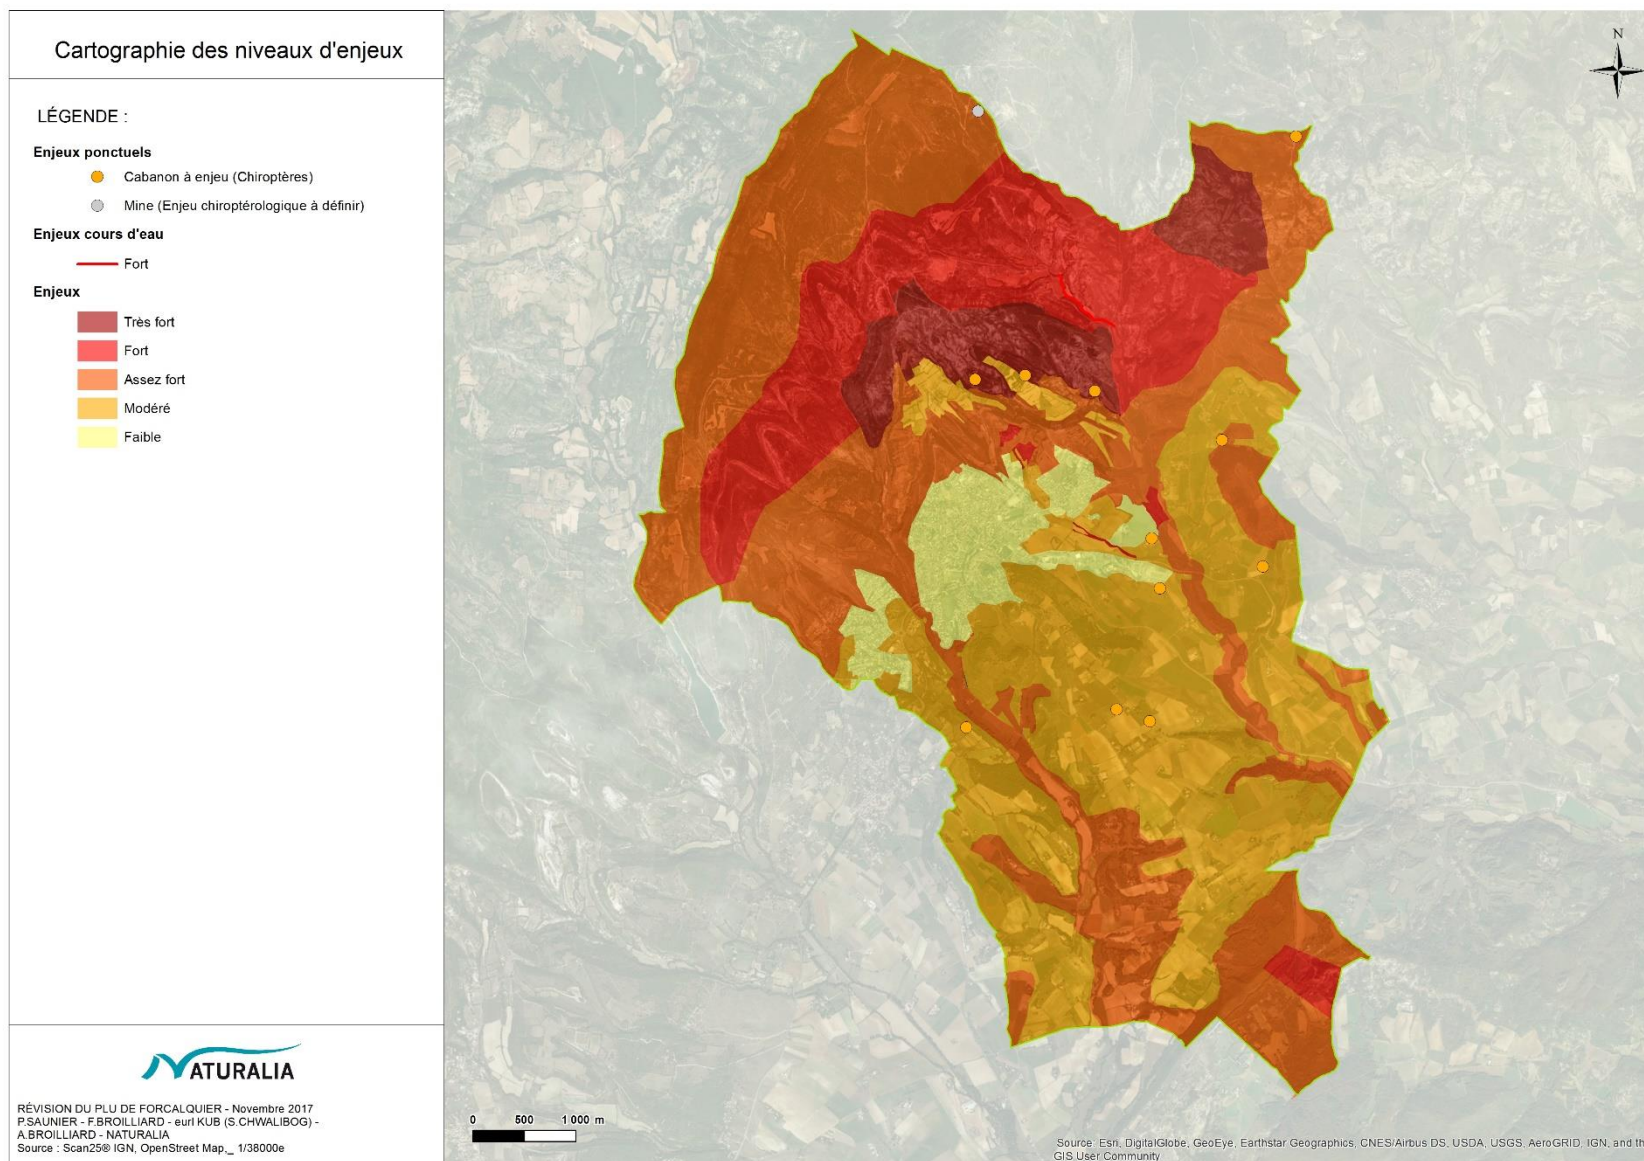 Cartographie des niveaux d'enjeux
LÉGENDE :
Enjeux ponctuels
Cabanon à enjeu (Chiroptères)
Mine (Enjeu chiroptérologique à définir)
Enjeux cours d'eau
Fort
Enjeux
Très fort
Fort
Assez fort
Modéré
Faible
NATURALIA
RÉVISION DU PLU DE FORCALQUIER - Novembre 2017
P.SAUNIER - F.BROILLIARD - eurl KUB (S.CHWALIBOG) -
A.BROILLIARD - NATURALIA
Source : Scan25® IGN, OpenStreet Map,_ 1/38000e
N
0 500 1 000 m
Source: Esri, DigitalGlobe, GeoEye, Earthstar Geographics, CNES/Airbus DS, USDA, USGS, AeroGRID, IGN, and th
GIS User Community